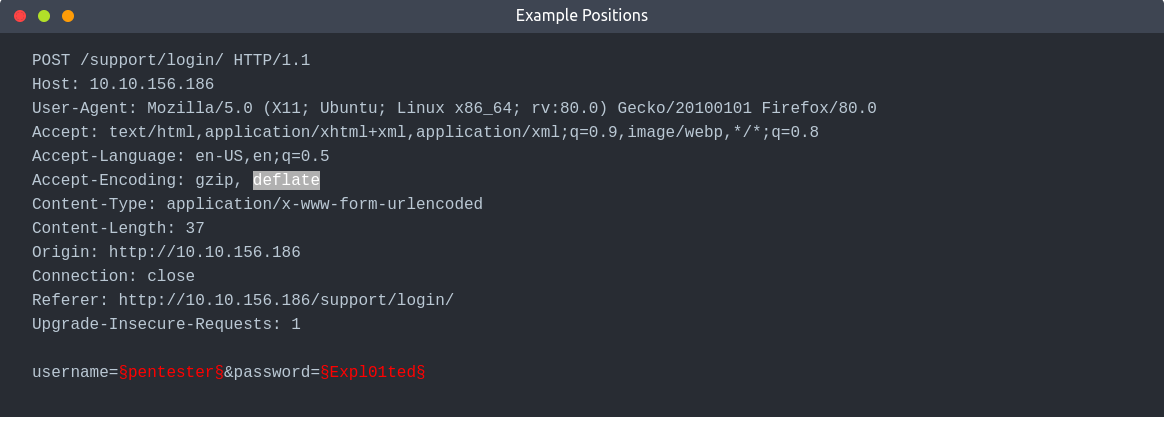 Example Positions
POST /support/login/ HTTP/1.1
Host: 10.10.156.186
User-Agent: Mozilla/5.0 (X11; Ubuntu; Linux x86_64; rv:80.0) Gecko/20100101 Firefox/80.0
Accept: text/html,application/xhtml+xml,application/xml;q=0.9,image/webp,*/*;q=0.8
Accept-Language: en-US,en;q=0.5
Accept-Encoding: gzip, deflate
Content-Type: application/x-www-form-urlencoded
Content-Length: 37
Origin: http://10.10.156.186
Connection: close
Referer: http://10.10.156.186/support/login/
Upgrade-Insecure-Requests: 1
username=§pentester§&password=§Expl01ted§